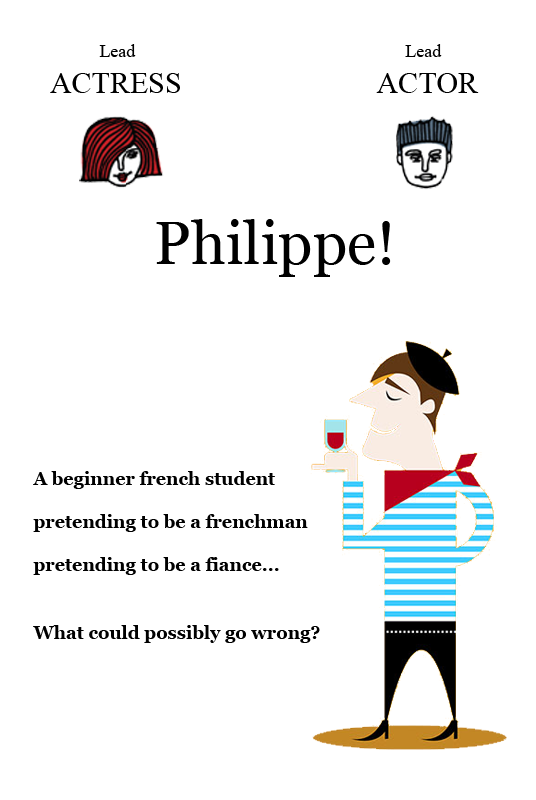 Lead
ACTRESS
Lead
ACTOR
Philippe!
A beginner french student
pretending to be a frenchman
pretending to be a fiance...
What could possibly go wrong?